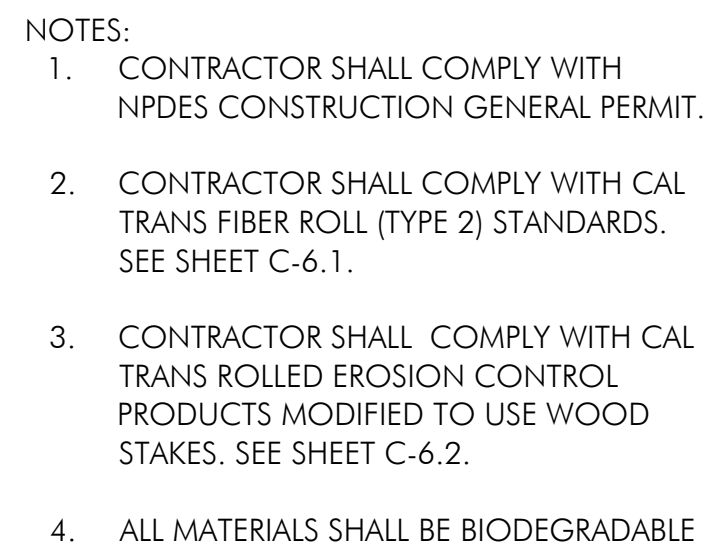 NOTES:
1. CONTRACTOR SHALL COMPLY WITH
NPDES CONSTRUCTION GENERAL PERMIT.
2. CONTRACTOR SHALL COMPLY WITH CAL
TRANS FIBER ROLL (TYPE 2) STANDARDS.
SEE SHEET C-6.1.
3. CONTRACTOR SHALL COMPLY WITH CAL
TRANS ROLLED EROSION CONTROL
PRODUCTS MODIFIED TO USE WOOD
STAKES. SEE SHEET C-6.2.
4. ALL MATERIALS SHALL BE BIODEGRADABLE